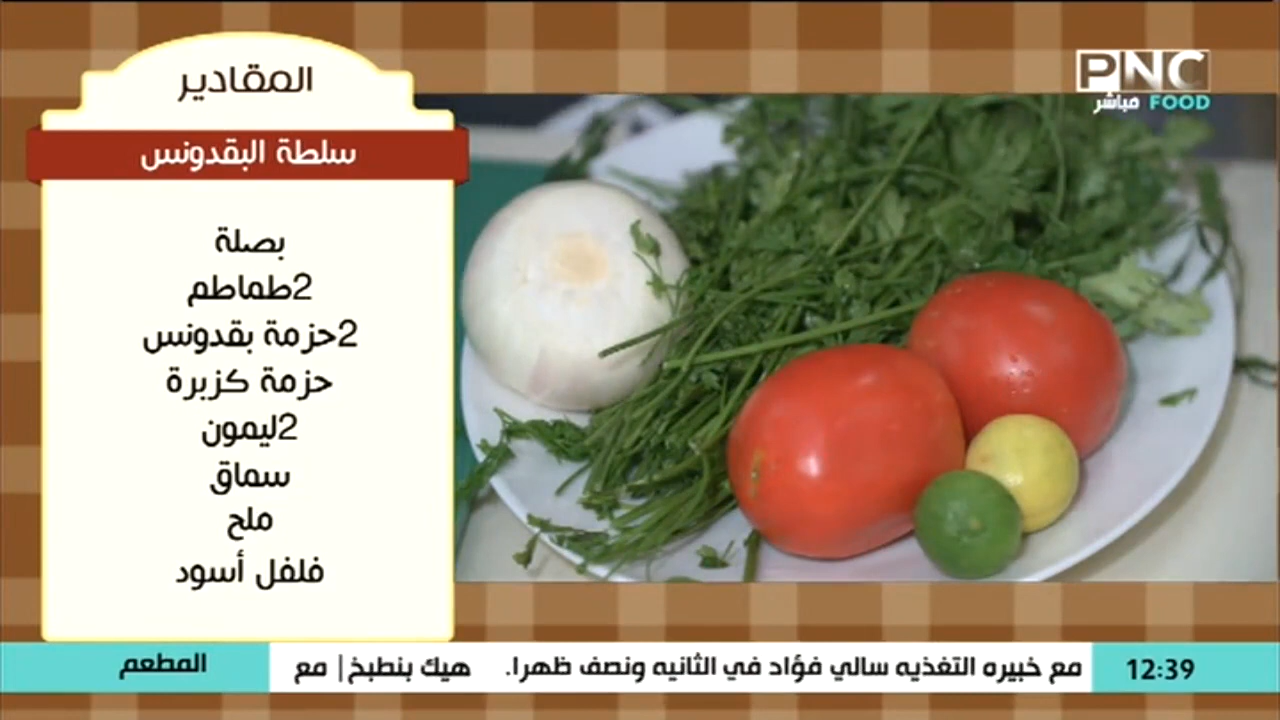 المقادير
سلطة البقدونس
بصلة
2طماطم
2حزمة بقدونس
حزمة كزبرة
2ليمون
سماق
ملح
فلفل أسود
PNC
مباشر FOOD
12:39
مع خبيره التغذيه سالي فؤاد في الثانيه ونصف ظهرا. هيك بنطبخ | مع
المطعم